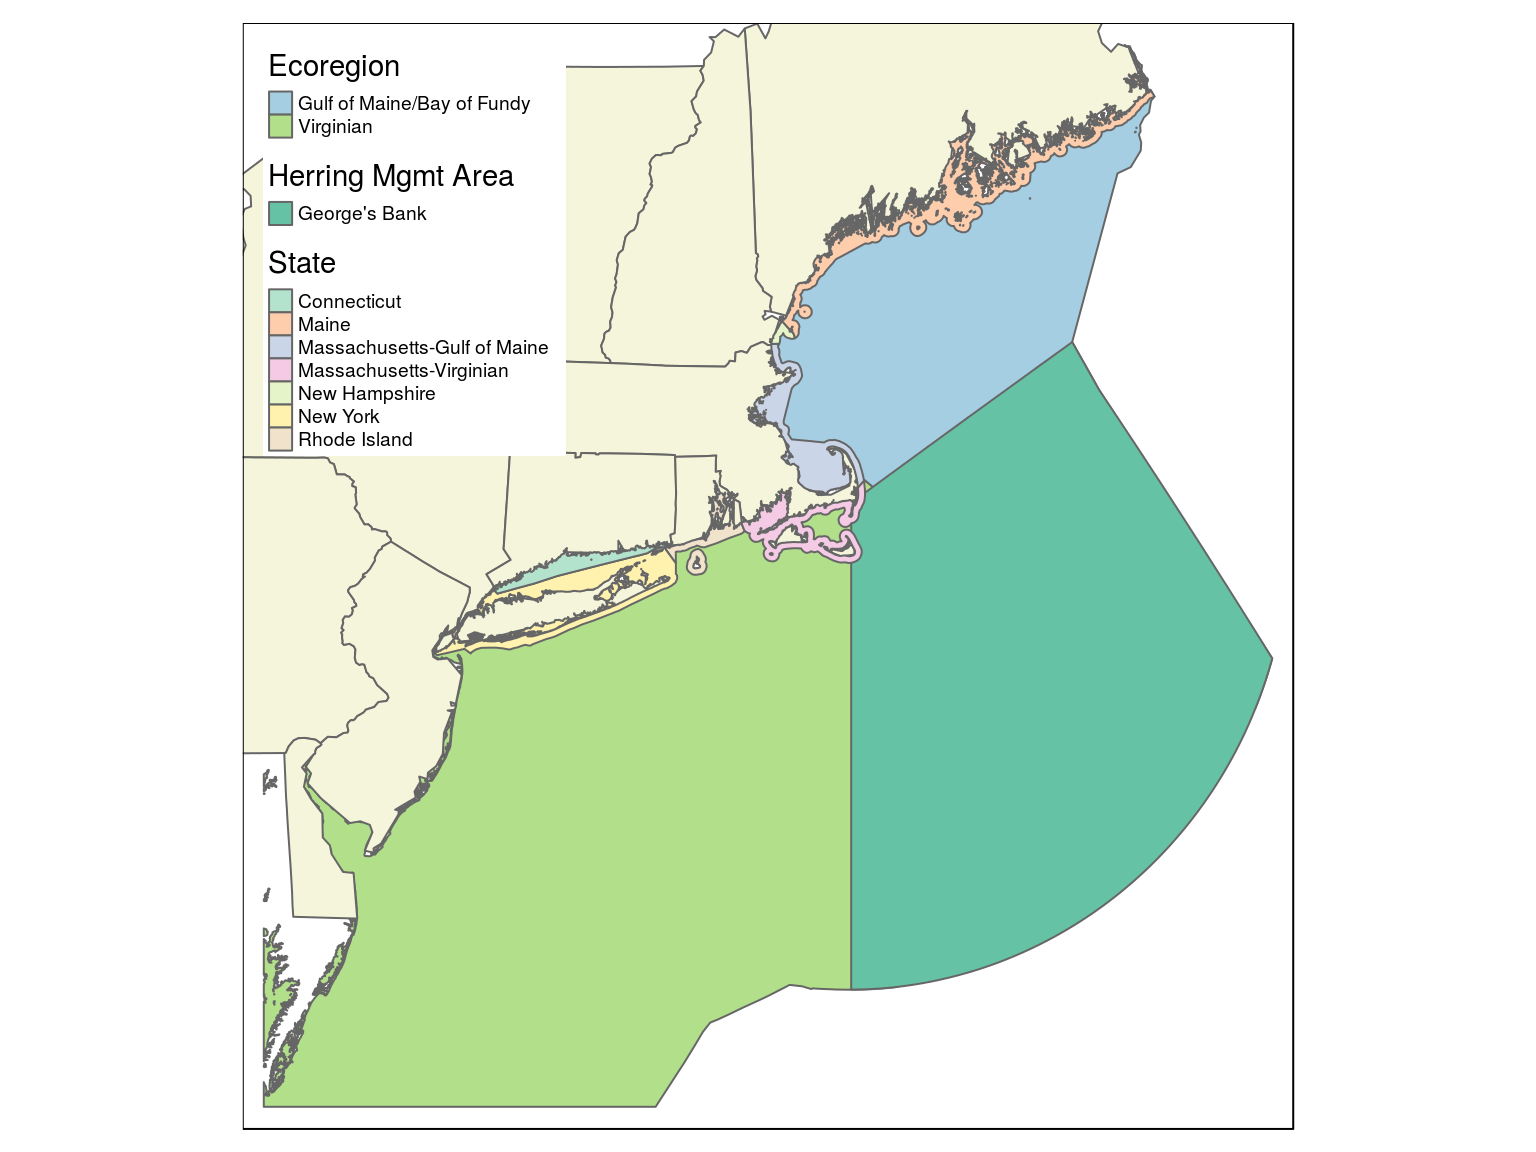 Ecoregion
Gulf of Maine/Bay of Fundy
Virginian
Herring Mgmt Area
George's Bank
State
Connecticut
Maine
Massachusetts-Gulf of Maine
Massachusetts-Virginian
New Hampshire
New York
Rhode Island